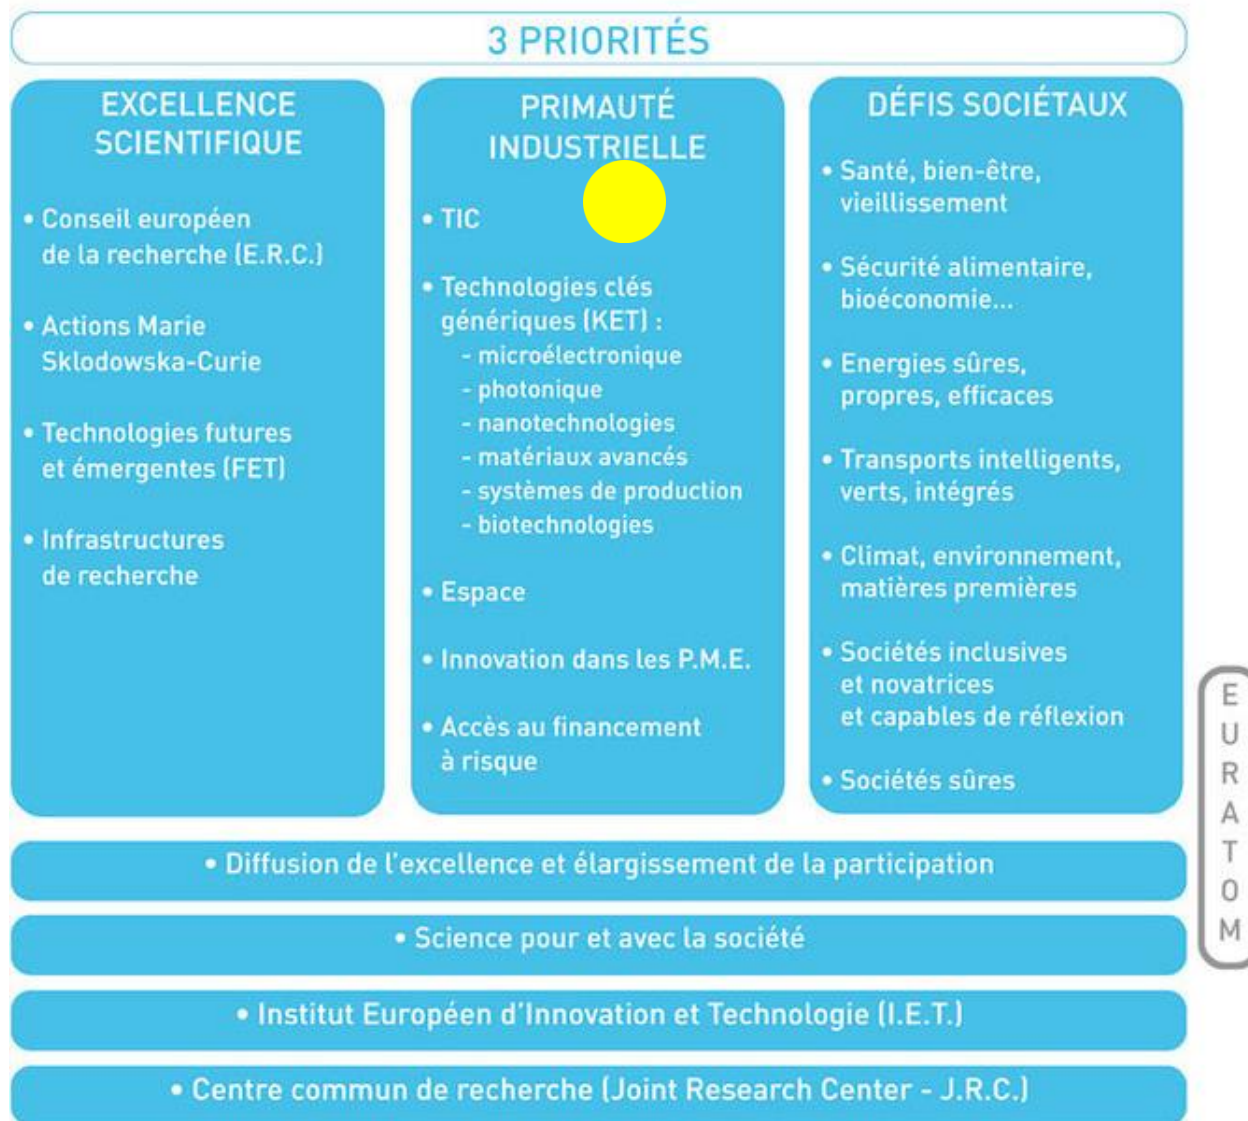 3 PRIORITÉS
EXCELLENCE
SCIENTIFIQUE
• Conseil européen
de la recherche (E.R.C.)
• Actions Marie
Sklodowska-Curie
• Technologies futures
et émergentes (FET)
• Infrastructures
de recherche
PRIMAUTÉ
INDUSTRIELLE
• TIC
• Technologies clés
génériques (KET) :
- microélectronique
- photonique
- nanotechnologies
- matériaux avancés
- systèmes de production
- biotechnologies
• Espace
• Innovation dans les P.M.E.
• Accès au financement
à risque
DÉFIS SOCIÉTAUX
• Santé, bien-être,
vieillissement
• Sécurité alimentaire,
bioéconomie...
• Energies sûres,
propres, efficaces
• Transports intelligents,
verts, intégrés
• Climat, environnement,
matières premières
• Sociétés inclusives
et novatrices
et capables de réflexion
• Sociétés sûres
EURATOM
• Diffusion de l'excellence et élargissement de la participation
• Science pour et avec la société
• Institut Européen d'Innovation et Technologie (I.E.T.)
• Centre commun de recherche (Joint Research Center - J.R.C.)